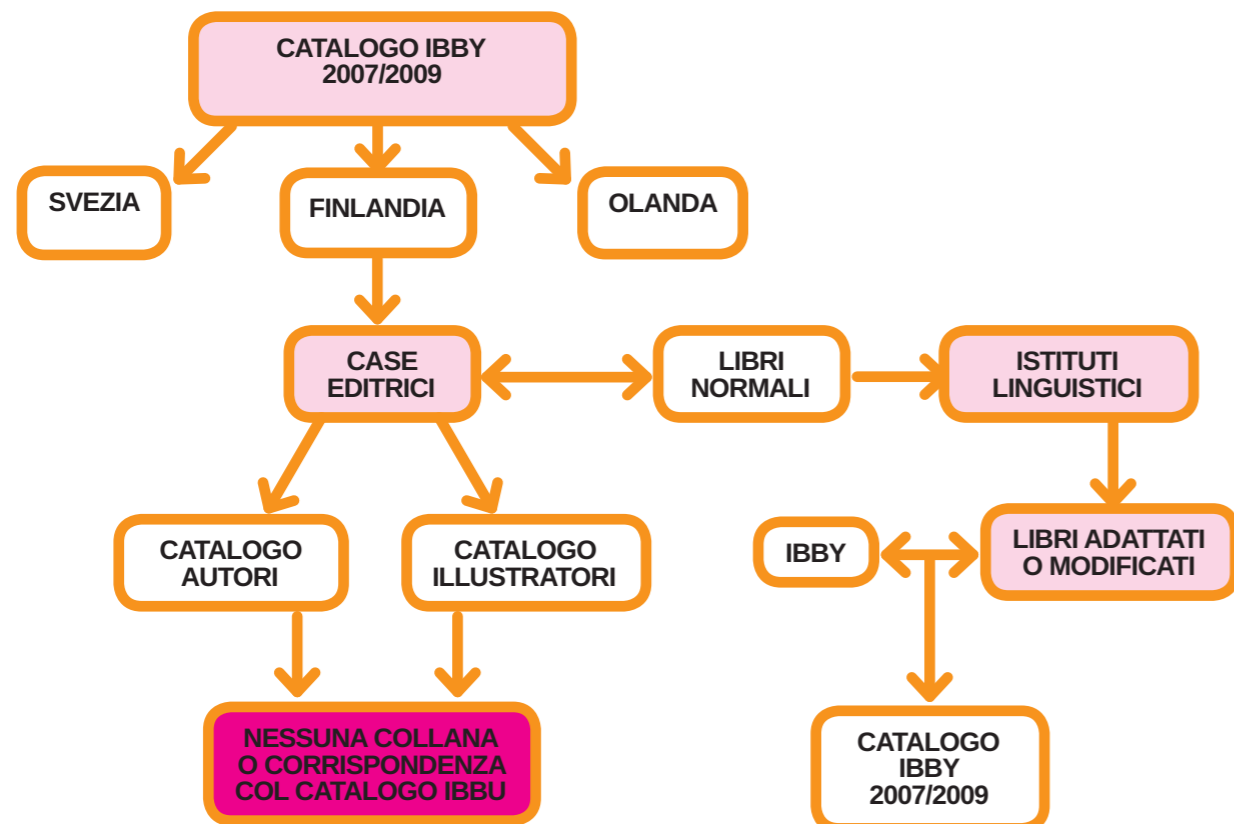 CATALOGO IBBY
2007/2009
SVEZIA
FINLANDIA
OLANDA
CASE
EDITRICI
LIBRI
NORMALI
ISTITUTI
LINGUISTICI
CATALOGO
AUTORI
CATALOGO
ILLUSTRATORI
IBBY
LIBRI ADATTATI
O MODIFICATI
NESSUNA COLLANA
O CORRISPONDENZA
COL CATALOGO IBBU
CATALOGO
IBBY
2007/2009